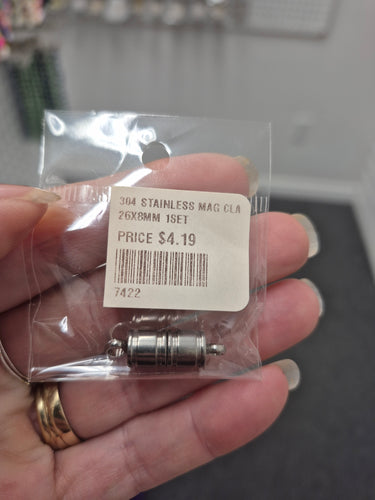 304 STAINLESS MAG CLA
26X8MM 1SET
PRICE $4.19
7422